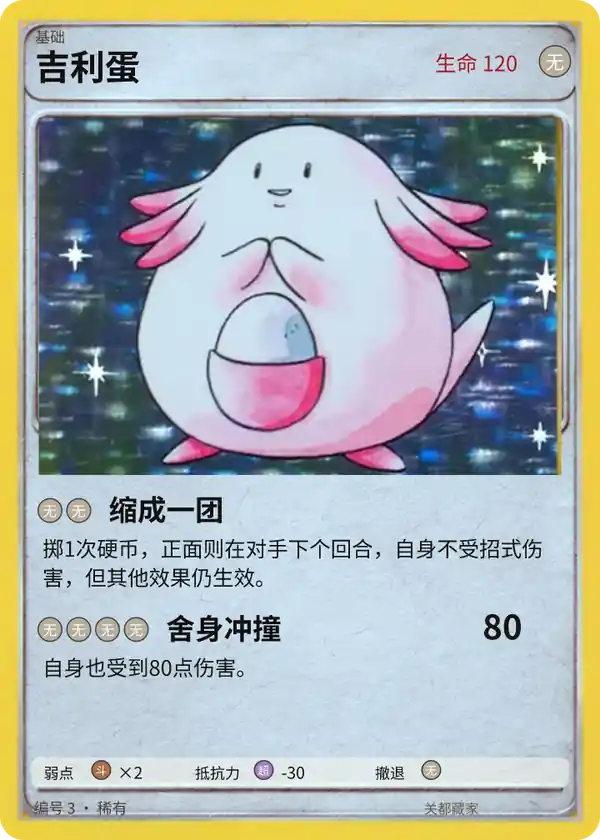 基础
吉利蛋
生命 120 无
无 无 缩成一团
掷1次硬币，正面则在对手下个回合，自身不受招式伤
害，但其他效果仍生效。
无 无 无 无 舍身冲撞 80
自身也受到80点伤害。
弱点 斗 ×2 抵抗力 超 -30 撤退 无
编号 3 · 稀有 关都藏家